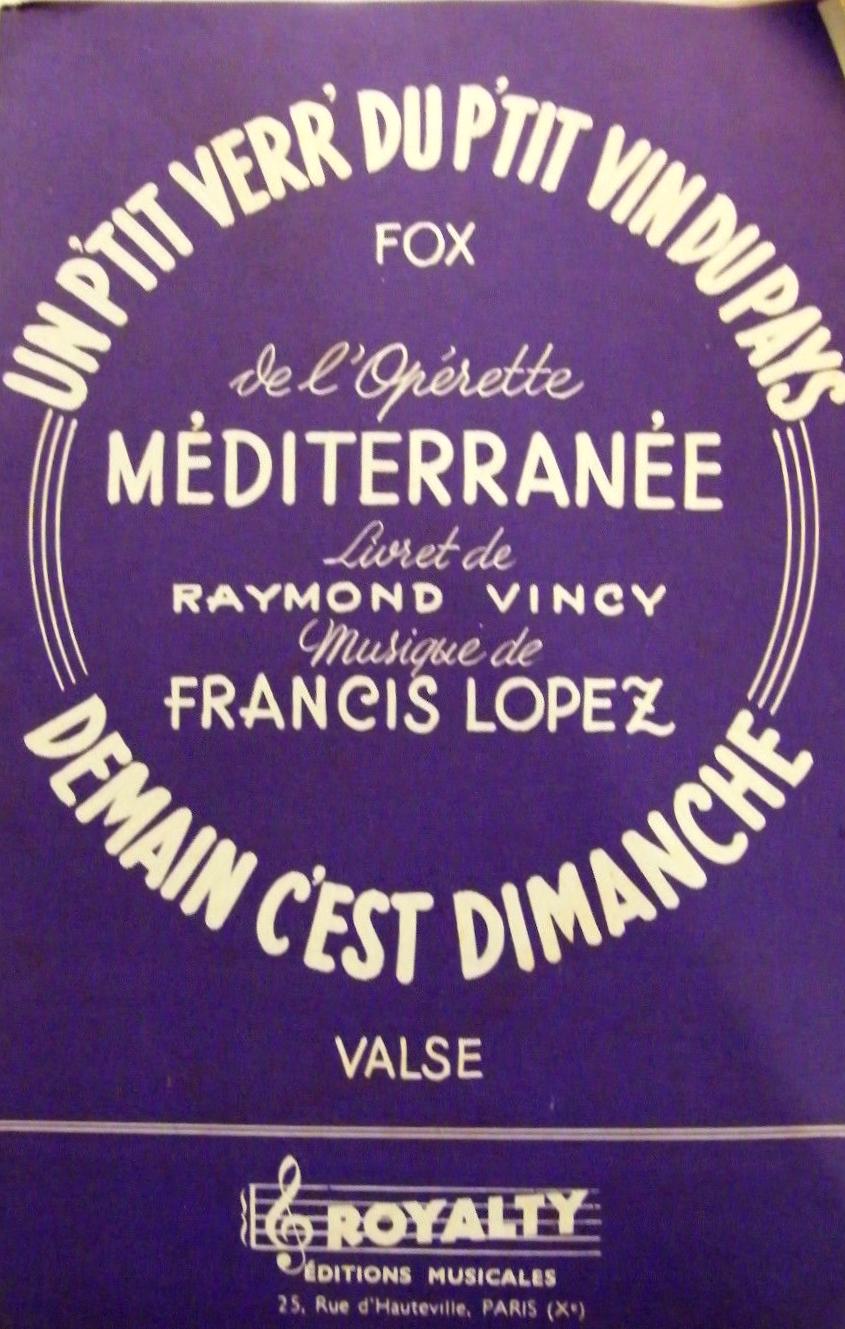 UN P'TIT VERR' DU P'TIT VIN DU PAYS
FOX
de l'Opérette
MÉDITERRANÉE
Livret de
RAYMOND VINCY
Musique de
FRANCIS LOPEZ
DEMAIN C'EST DIMANCHE
VALSE
ROYALTY
ÉDITIONS MUSICALES
25, Rue d'Hauteville, PARIS (Xᵉ)